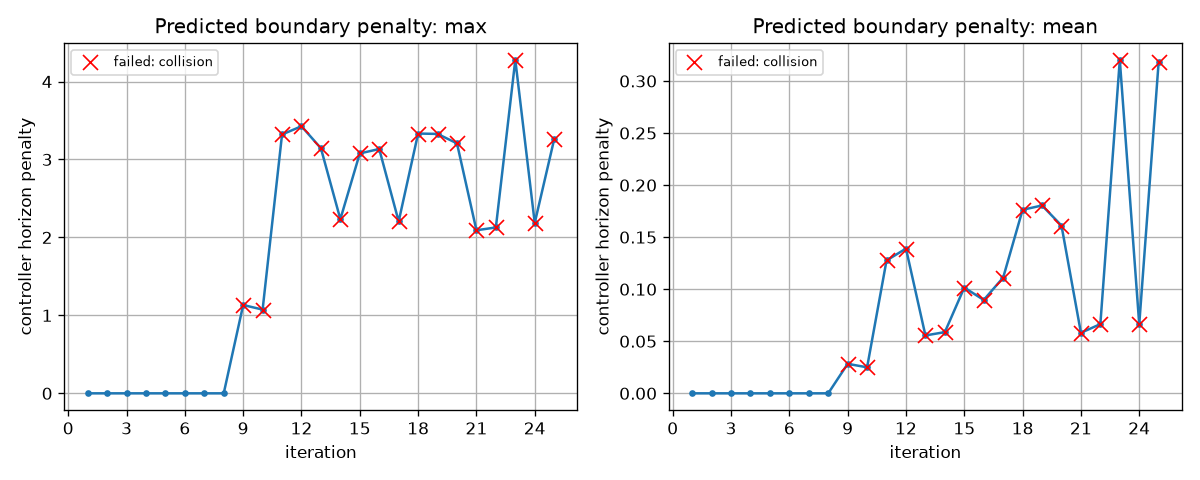 Predicted boundary penalty: max
failed: collision
controller horizon penalty
4
3
2
1
0
0 3 6 9 12 15 18 21 24
iteration
Predicted boundary penalty: mean
failed: collision
controller horizon penalty
0.30
0.25
0.20
0.15
0.10
0.05
0.00
0 3 6 9 12 15 18 21 24
iteration